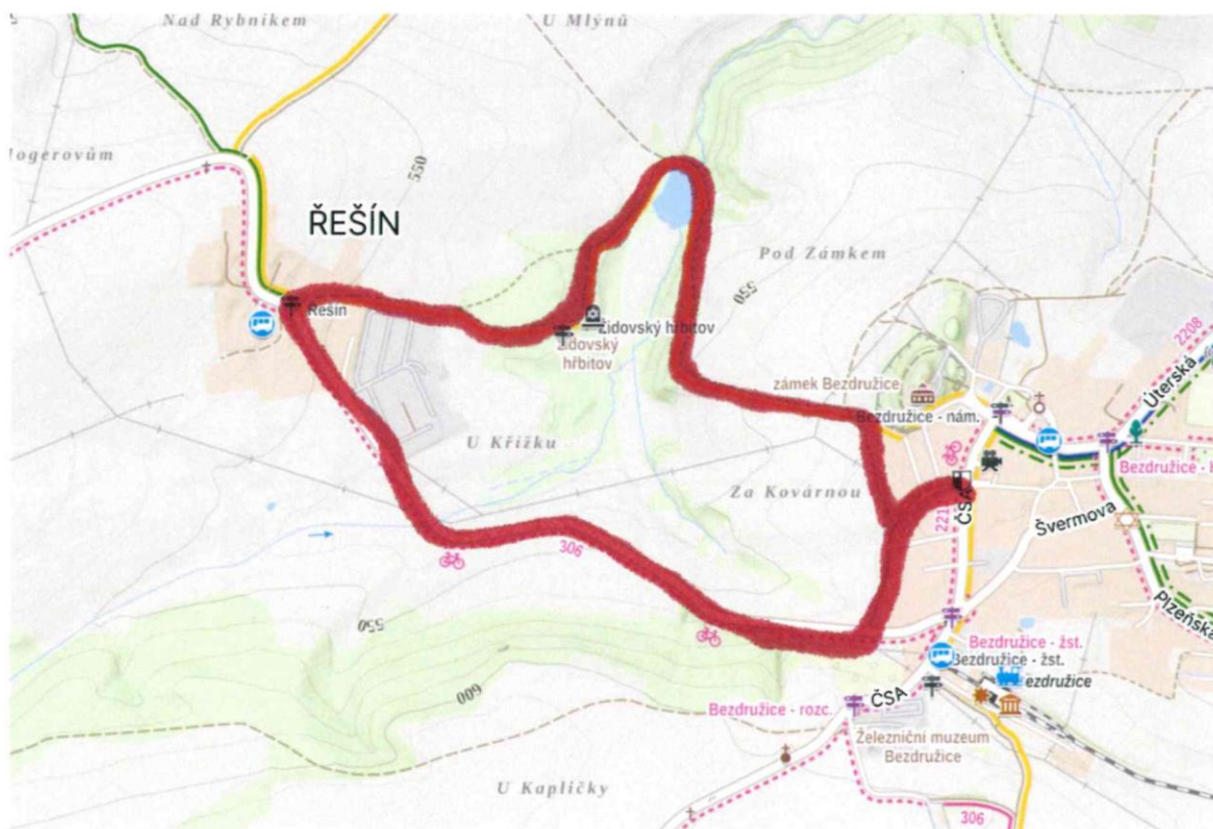 Nad Rybníkem
U Mlýnů
logerovům
550
ŘEŠÍN
Pod Zámkem
550
Řešín
Židovský hřbitov
Židovský
hřbitov
2208
Úterská
zámek Bezdružice
Bezdružice - nám.
Bezdružice - h
U Křížku
Za Kovárnou
221
ČSA
Švermova
306
Plzeňská
550
600
Bezdružice - žst.
Bezdružice - žst.
ezdružice
ČSA
Bezdružice - rozc.
Železniční muzeum
Bezdružice
U Kapličky
306